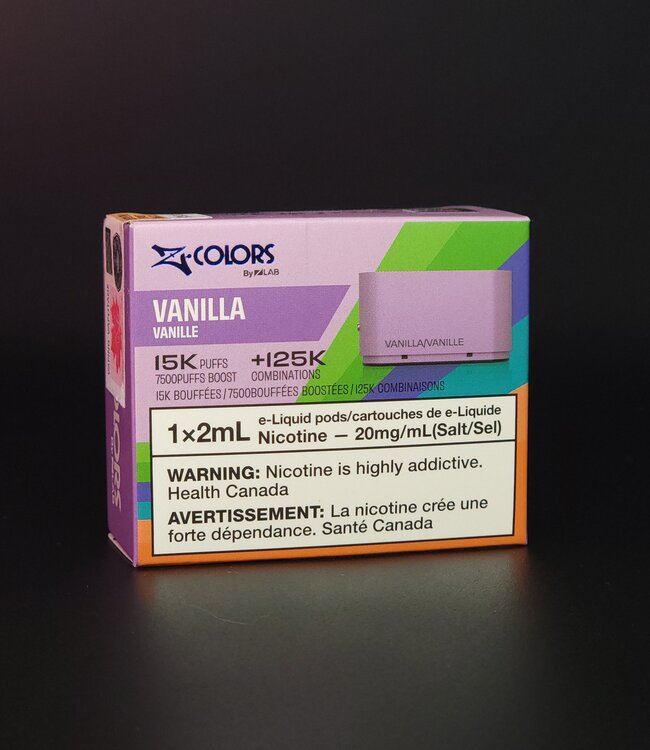 Z-COLORS
By ZLAB
VANILLA
VANILLE
VANILLA/VANILLE
15K PUFFS
7500PUFFS BOOST
+125K
COMBINATIONS
15K BOUFFÉES / 7500BOUFFÉES BOOSTÉES / 125K COMBINAISONS
1×2mL
e-Liquid pods/cartouches de e-Liquide
Nicotine — 20mg/mL(Salt/Sel)
WARNING: Nicotine is highly addictive.
Health Canada
AVERTISSEMENT: La nicotine crée une
forte dépendance. Santé Canada